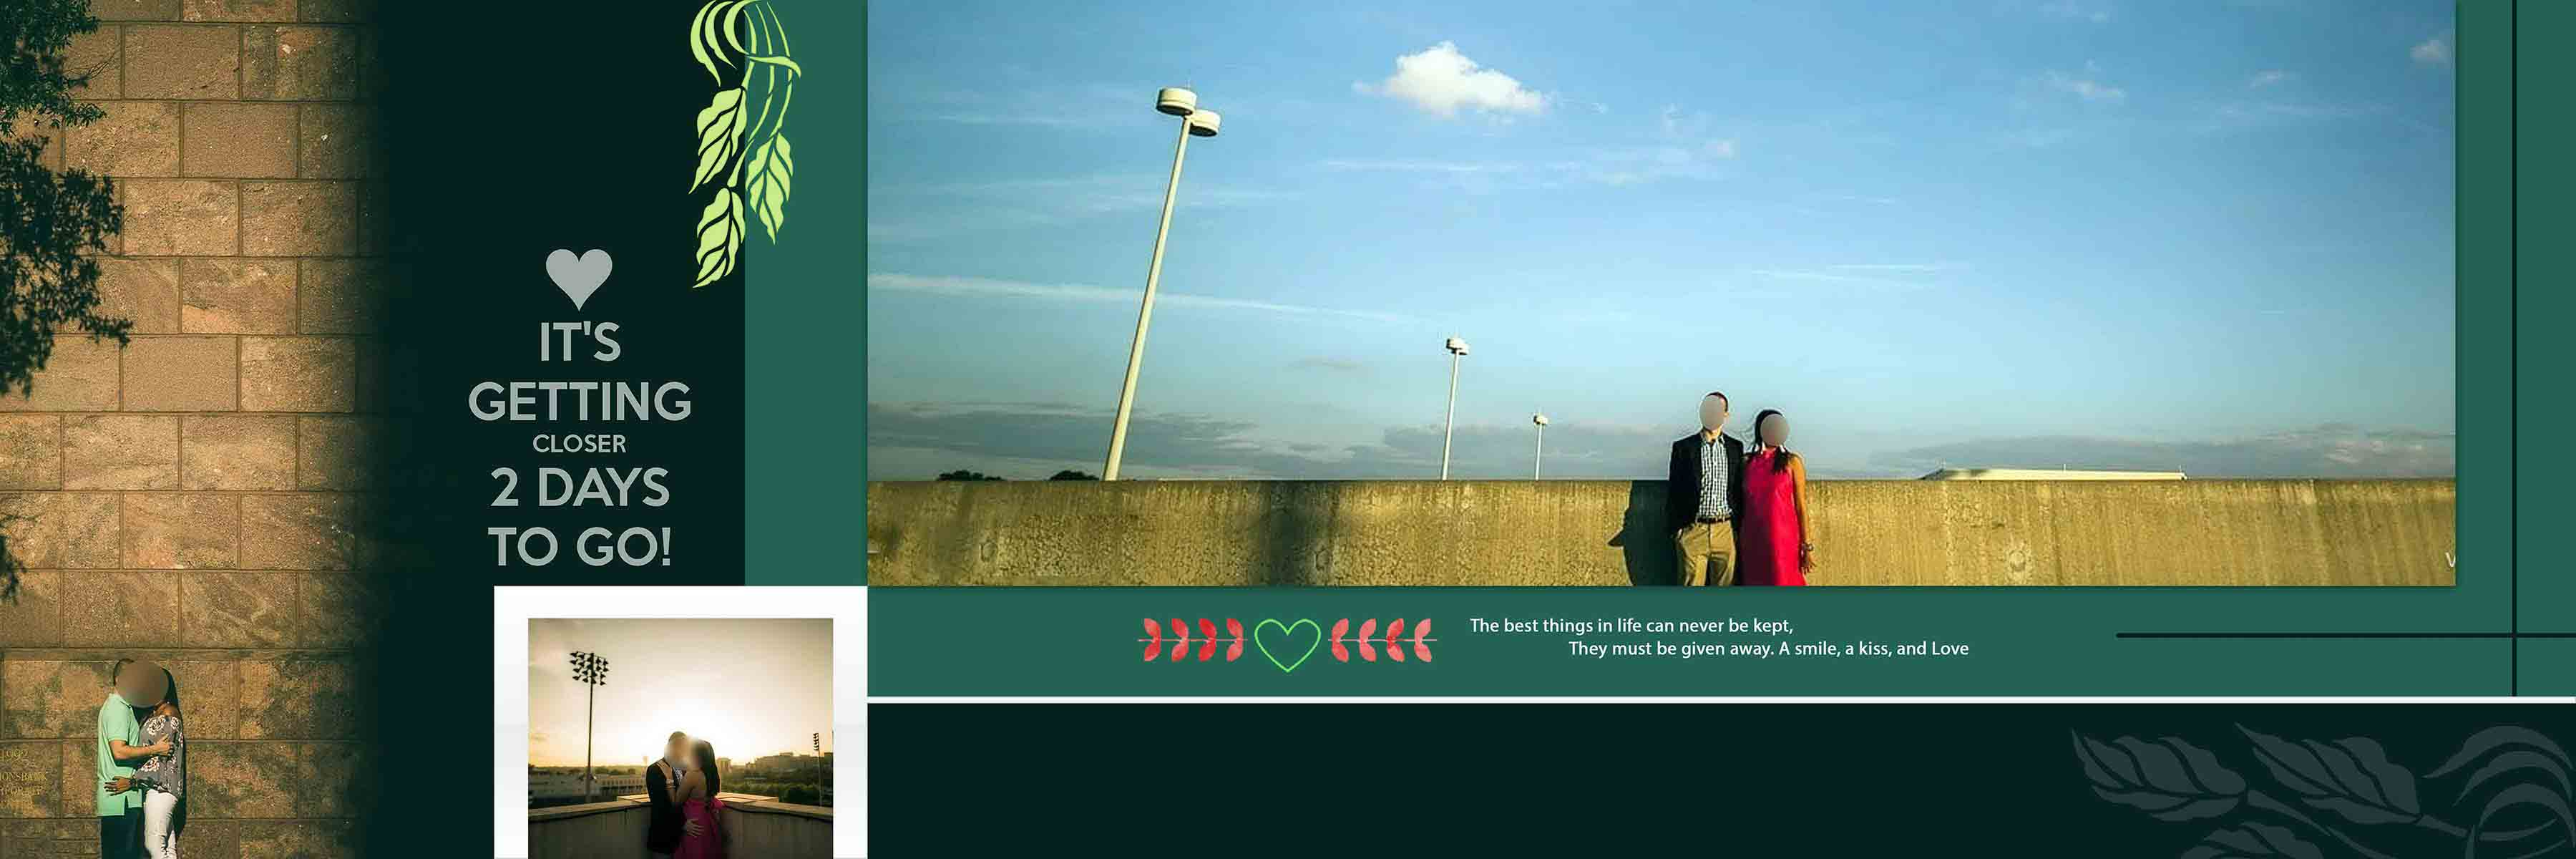 IT'S
GETTING
CLOSER
2 DAYS
TO GO!
The best things in life can never be kept,
They must be given away. A smile, a kiss, and Love